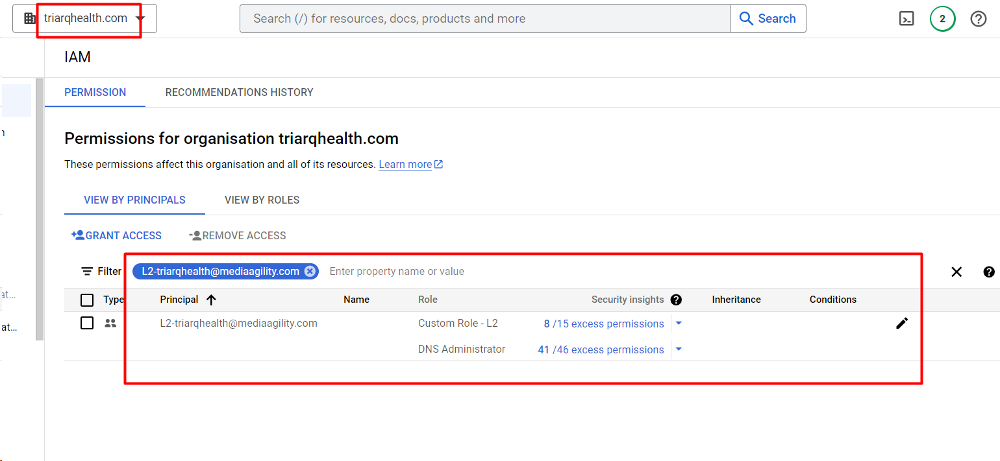 triarqhealth.com
Search (/) for resources, docs, products and more
Search
2
IAM
PERMISSION RECOMMENDATIONS HISTORY
Permissions for organisation triarqhealth.com
These permissions affect this organisation and all of its resources. Learn more
VIEW BY PRINCIPALS VIEW BY ROLES
GRANT ACCESS REMOVE ACCESS
Filter L2-triarqhealth@mediaagility.com Enter property name or value
Type Principal Name Role Security insights Inheritance Conditions
L2-triarqhealth@mediaagility.com Custom Role - L2 8 /15 excess permissions
DNS Administrator 41 /46 excess permissions
at...
at...